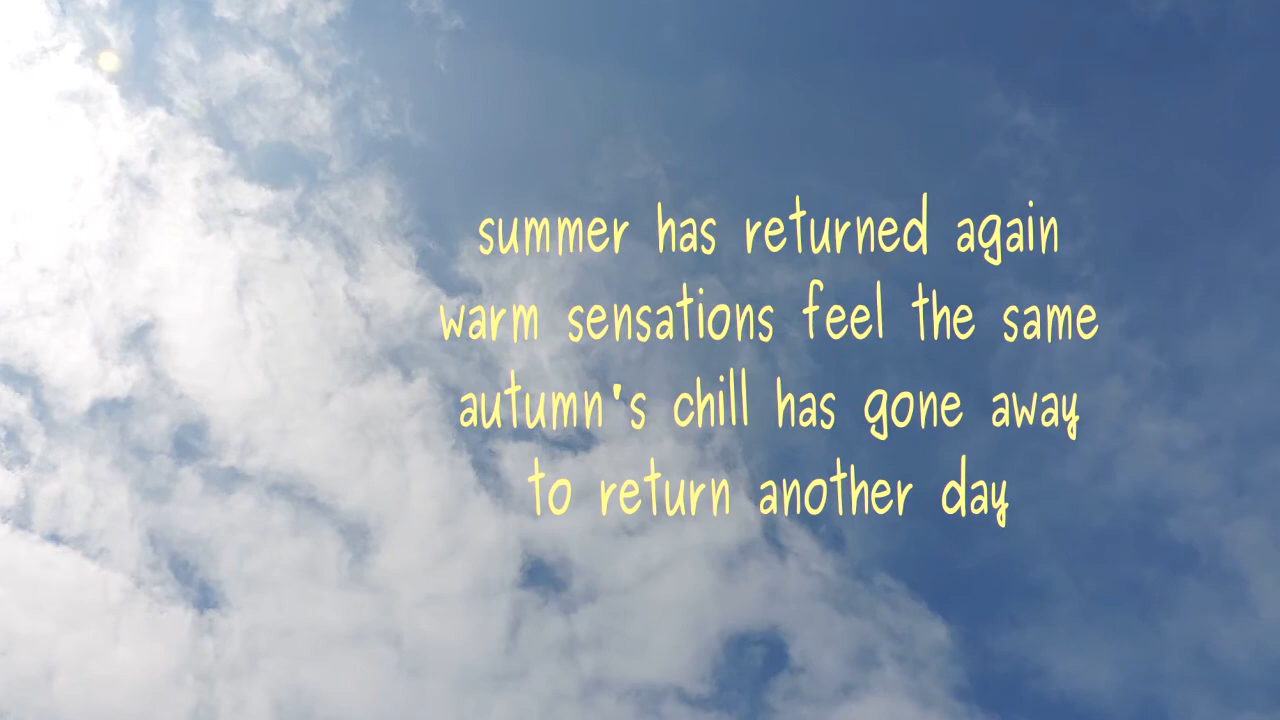 summer has returned again
warm sensations feel the same
autumn's chill has gone away
to return another day